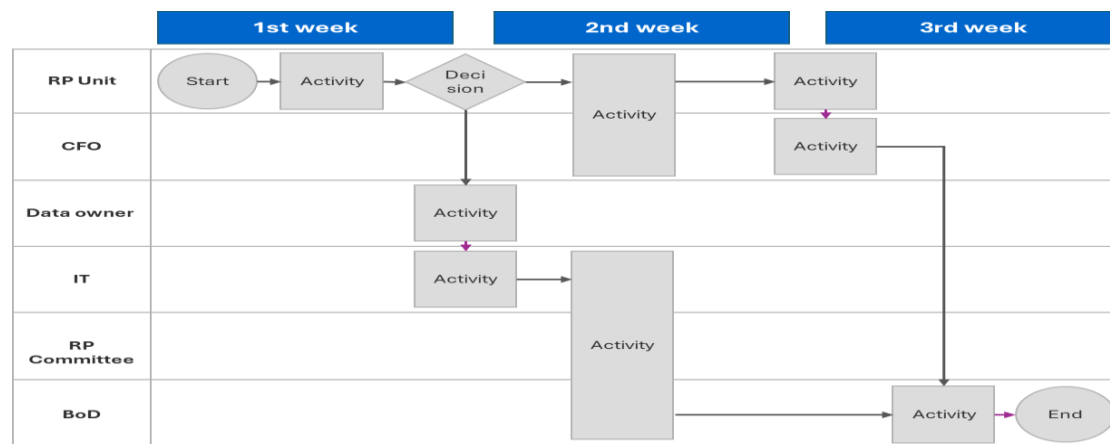 1st week
2nd week
3rd week
RP Unit
Start
Activity
Deci
sion
Activity
Activity
CFO
Activity
Data owner
Activity
IT
Activity
RP
Committee
Activity
BoD
Activity
End